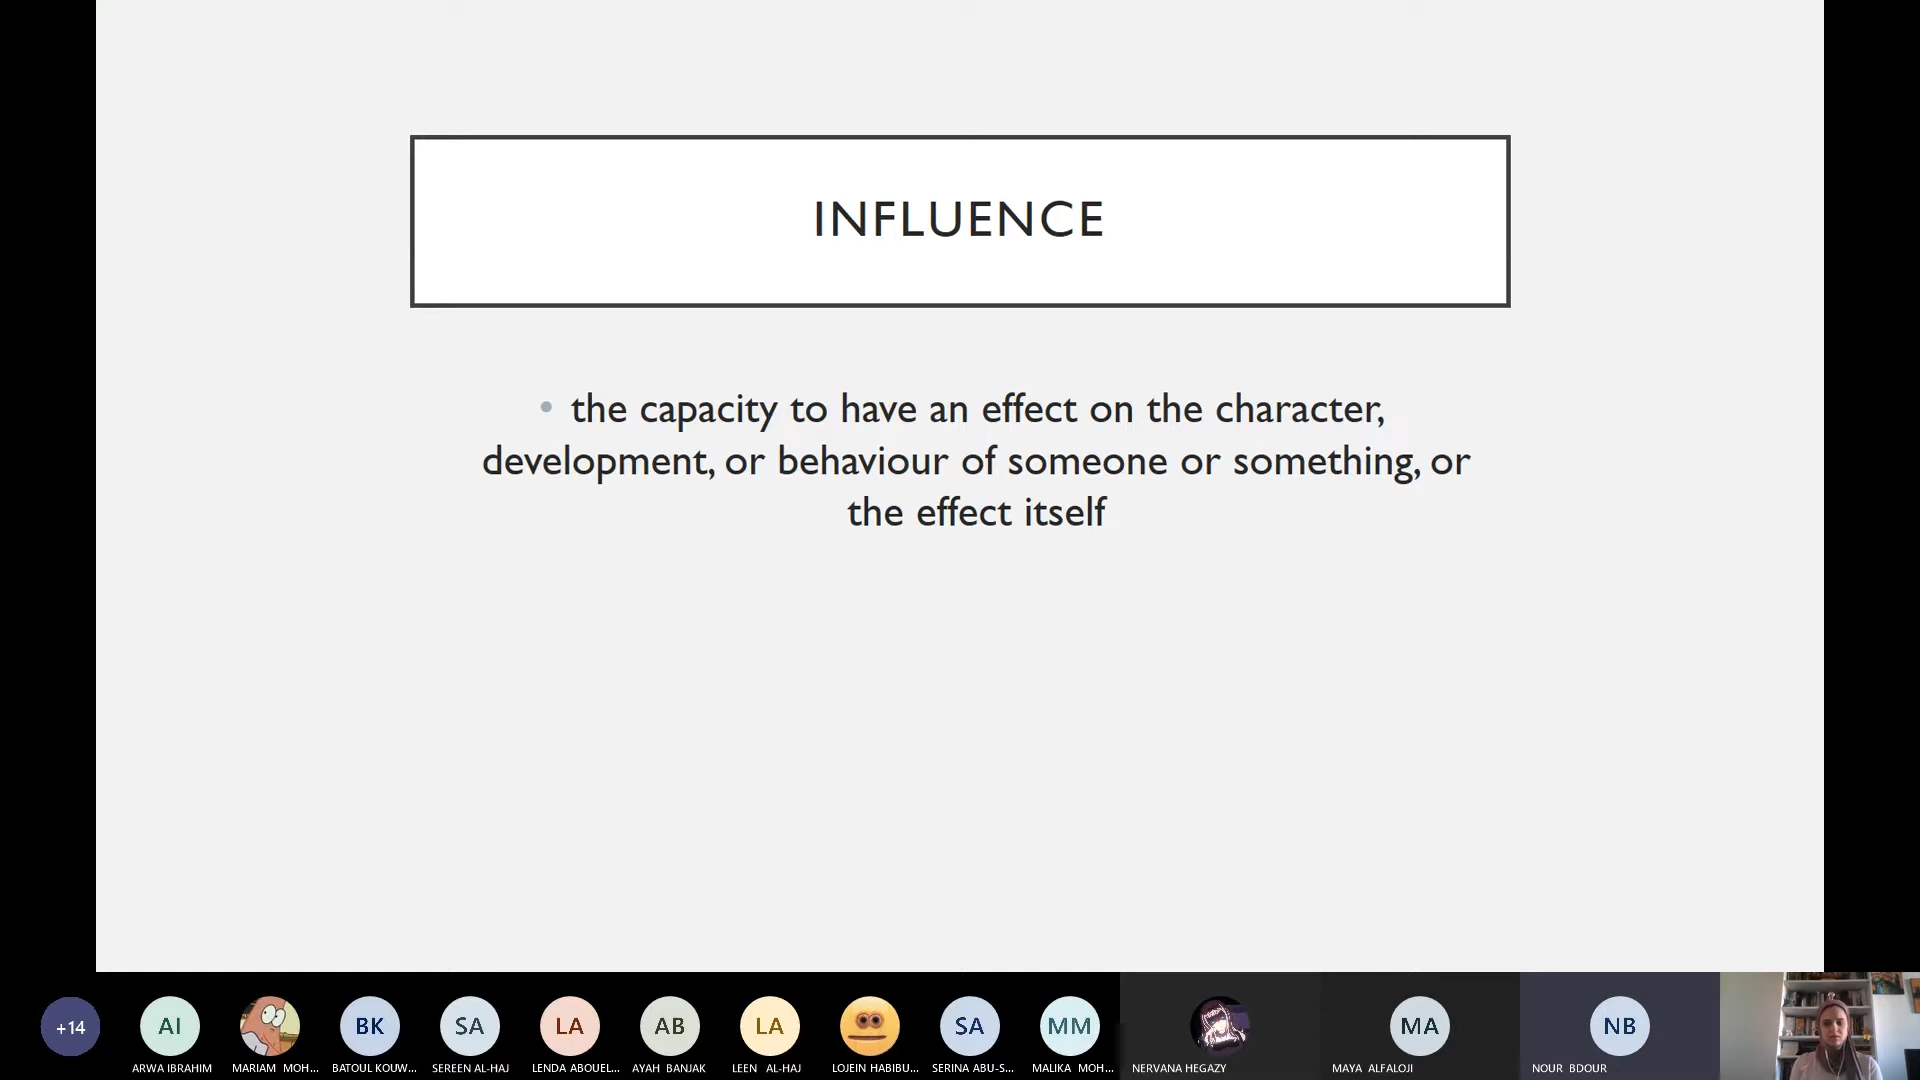 INFLUENCE
• the capacity to have an effect on the character,
development, or behaviour of someone or something, or
the effect itself
+14
AI
BK
SA
LA
AB
LA
SA
MM
MA
NB
ARWA IBRAHIM
MARIAM MOH...
BATOUL KOUW...
SEREEN AL-HAJ
LENDA ABOUEL...
AYAH BANJAK
LEEN AL-HAJ
LOJEIN HABIBU...
SERINA ABU-S...
MALIKA MOH...
NERVANA HEGAZY
MAYA ALFALOJI
NOUR BDOUR